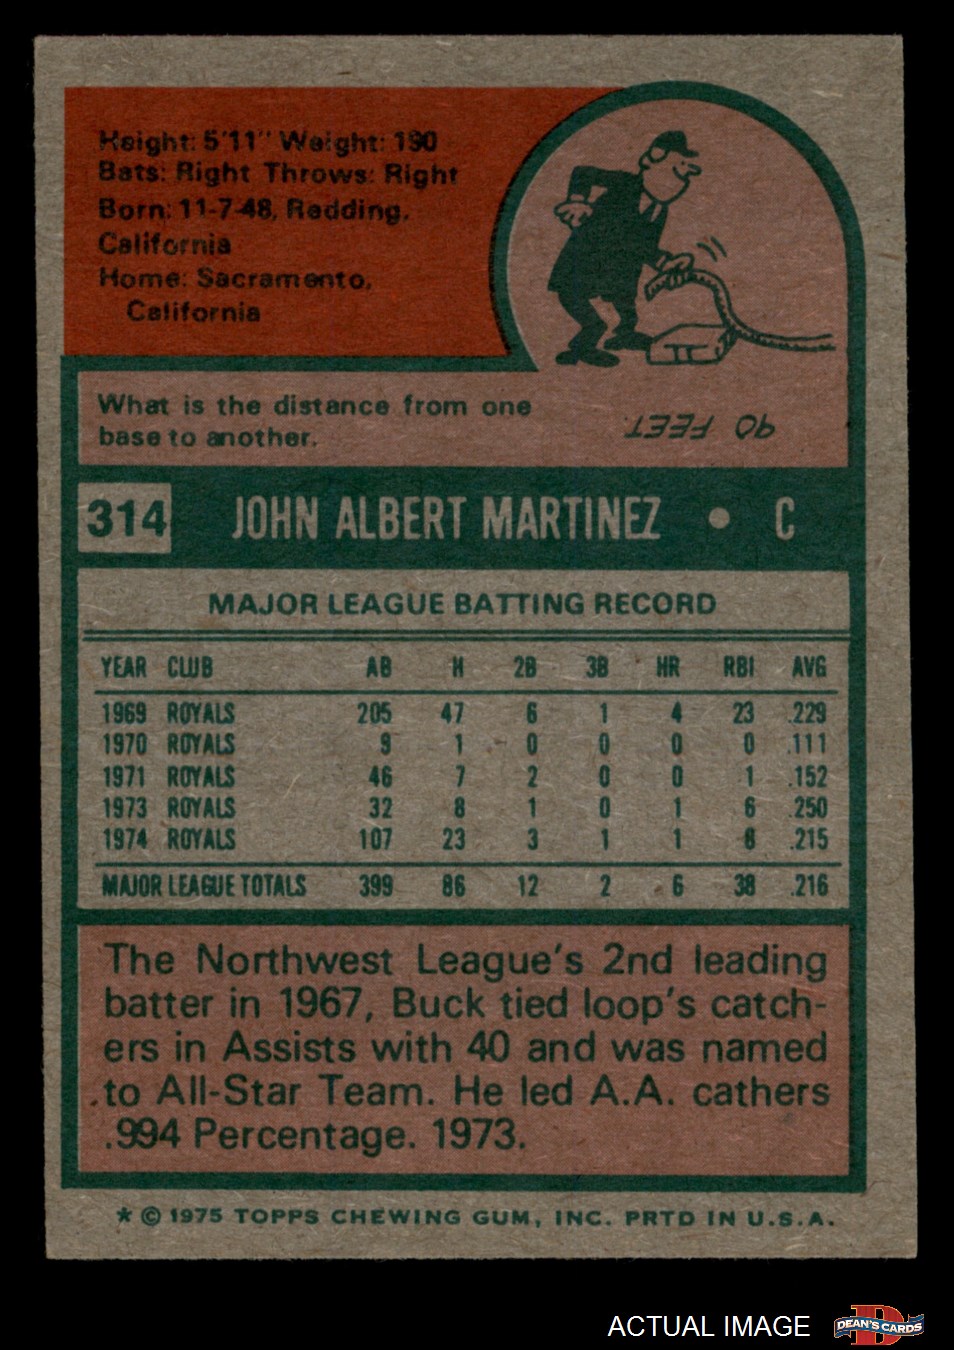 Height: 5'11" Weight: 190
Bats: Right Throws: Right
Born: 11-7-48, Redding,
California
Home: Sacramento,
California
What is the distance from one
base to another.
90 FEET.
314 JOHN ALBERT MARTINEZ • C
MAJOR LEAGUE BATTING RECORD
YEAR CLUB AB H 2B 3B HR RBI AVG
1969 ROYALS 205 47 6 1 4 23 .229
1970 ROYALS 9 1 0 0 0 0 .111
1971 ROYALS 46 7 2 0 0 1 .152
1973 ROYALS 32 8 1 0 1 6 .250
1974 ROYALS 107 23 3 1 1 8 .215
MAJOR LEAGUE TOTALS 399 86 12 2 6 38 .216
The Northwest League's 2nd leading
batter in 1967, Buck tied loop's catch-
ers in Assists with 40 and was named
to All-Star Team. He led A.A. cathers
.994 Percentage. 1973.
* © 1975 TOPPS CHEWING GUM, INC. PRTD IN U.S.A.
ACTUAL IMAGE
D
DEAN'S CARDS